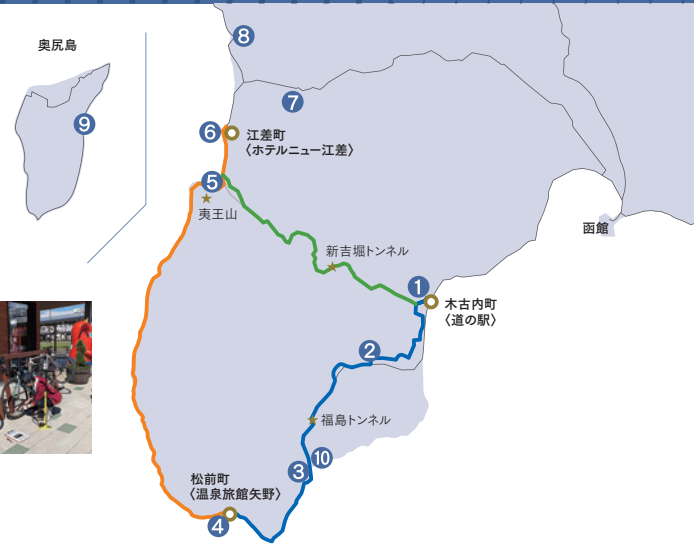 奥尻島
8
7
9
6
江差町
〈ホテルニュー江差〉
5
夷王山
函館
新吉堀トンネル
1
木古内町
〈道の駅〉
2
福島トンネル
10
3
松前町
〈温泉旅館矢野〉
4